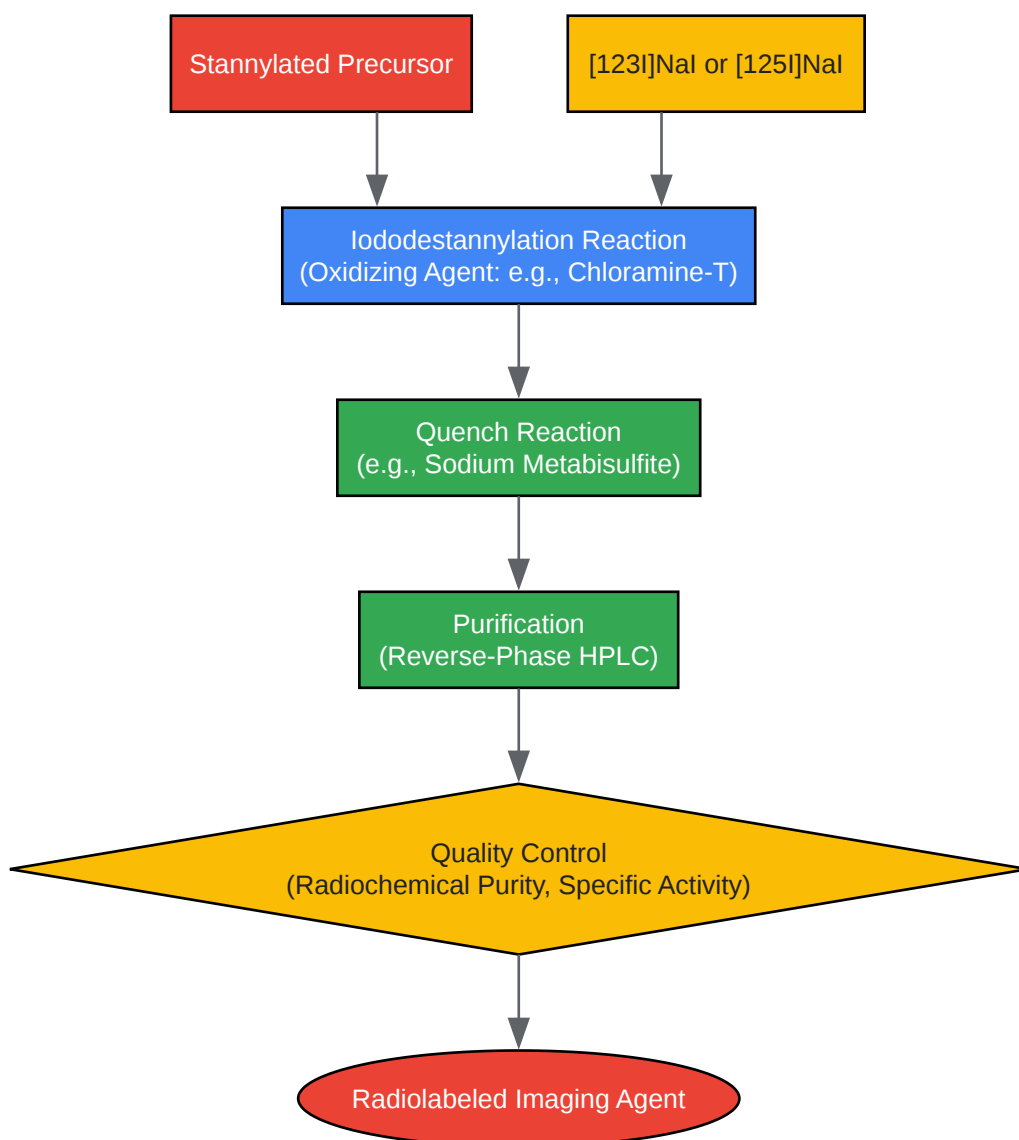 Stannylated Precursor
[123I]NaI or [125I]NaI
Iododestannylation Reaction
(Oxidizing Agent: e.g., Chloramine-T)
Quench Reaction
(e.g., Sodium Metabisulfite)
Purification
(Reverse-Phase HPLC)
Quality Control
(Radiochemical Purity, Specific Activity)
Radiolabeled Imaging Agent